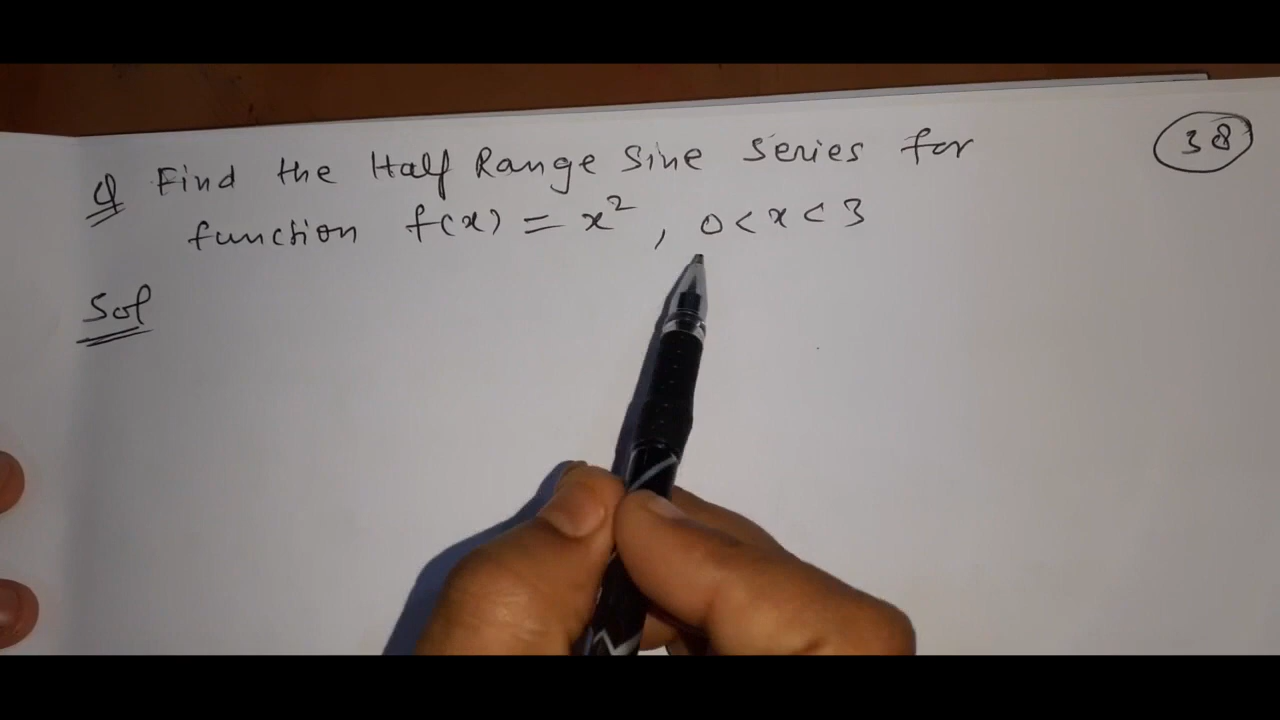 Q Find the Half Range Sine Series for
function f(x) = x², 0 < x < 3
38
Sol